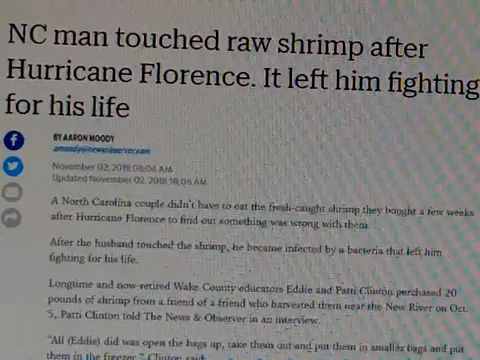 NC man touched raw shrimp after
Hurricane Florence. It left him fighting
for his life
BY AARON MOODY
amoody@newsobserver.com
November 02, 2018 08:04 AM
Updated November 02, 2018 10:06 AM
A North Carolina couple didn't have to eat the fresh-caught shrimp they bought a few weeks
after Hurricane Florence to find out something was wrong with them.
After the husband touched the shrimp, he became infected by a bacteria that left him
fighting for his life.
Longtime and now-retired Wake County educators Eddie and Patti Clinton purchased 20
pounds of shrimp from a friend of a friend who harvested them near the New River on Oct.
5, Patti Clinton told The News & Observer in an interview.
"All (Eddie) did was open the bags up, take them out and put them in smaller bags and put
them in the freezer," Clinton said.